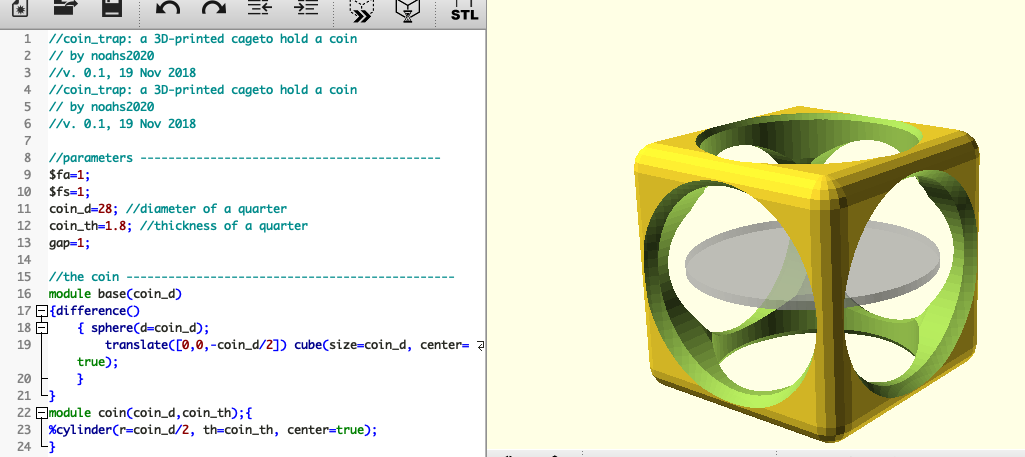 STL
1 //coin_trap: a 3D-printed cageto hold a coin
2 // by noahs2020
3 //v. 0.1, 19 Nov 2018
4 //coin_trap: a 3D-printed cageto hold a coin
5 // by noahs2020
6 //v. 0.1, 19 Nov 2018
7
8 //parameters -------------------------------------------
9 $fa=1;
10 $fs=1;
11 coin_d=28; //diameter of a quarter
12 coin_th=1.8; //thickness of a quarter
13 gap=1;
14
15 //the coin -----------------------------------------------
16 module base(coin_d)
17 {difference()
18 { sphere(d=coin_d);
19 translate([0,0,-coin_d/2]) cube(size=coin_d, center=
true);
20 }
21 }
22 module coin(coin_d,coin_th);{
23 %cylinder(r=coin_d/2, th=coin_th, center=true);
24 }